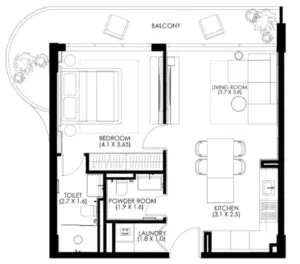 BALCONY
LIVING ROOM
(3.7 X 5.8)
BEDROOM
(4.1 X 3.65)
TOILET
(2.7 X 1.6)
POWDER ROOM
(1.9 X 1.6)
KITCHEN
(3.1 X 2.5)
LAUNDRY
(1.8 X 1.0)